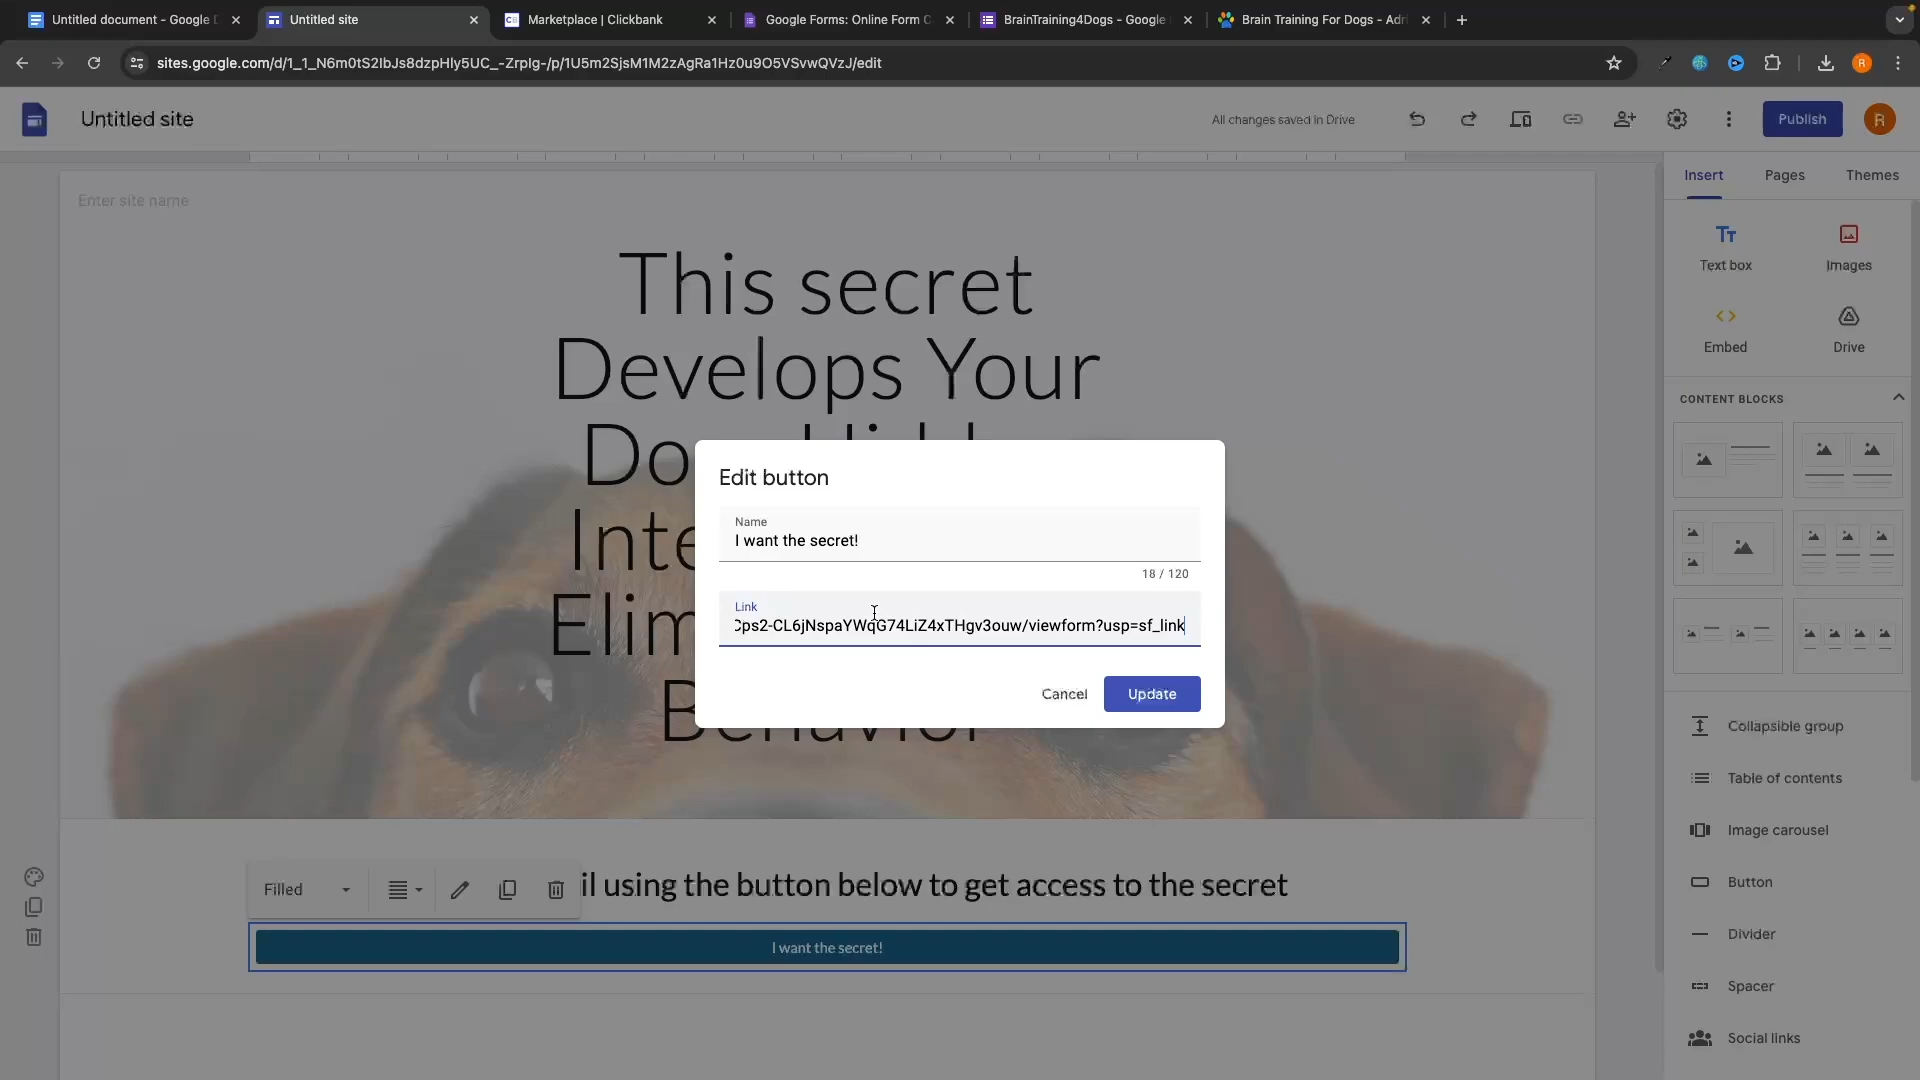 Untitled document - Google D
Untitled site
Marketplace | Clickbank
Google Forms: Online Form C
BrainTraining4Dogs - Google
Brain Training For Dogs - Adri
sites.google.com/d/1_1_N6m0tS2IbJs8dzpHly5UC_-Zrplg-/p/1U5m2SjsM1M2zAgRa1Hz0u9O5VSvwQVzJ/edit
R
Untitled site
All changes saved in Drive
Publish
R
Enter site name
Insert
Pages
Themes
This secret
Develops Your
Text box
Images
Embed
Drive
CONTENT BLOCKS
Edit button
Name
I want the secret!
18 / 120
Link
Cps2-CL6jNspaYWqG74LiZ4xTHgv3ouw/viewform?usp=sf_link
Cancel
Update
Behavior
Collapsible group
Table of contents
Image carousel
Button
Divider
Spacer
Social links
Filled
il using the button below to get access to the secret
I want the secret!